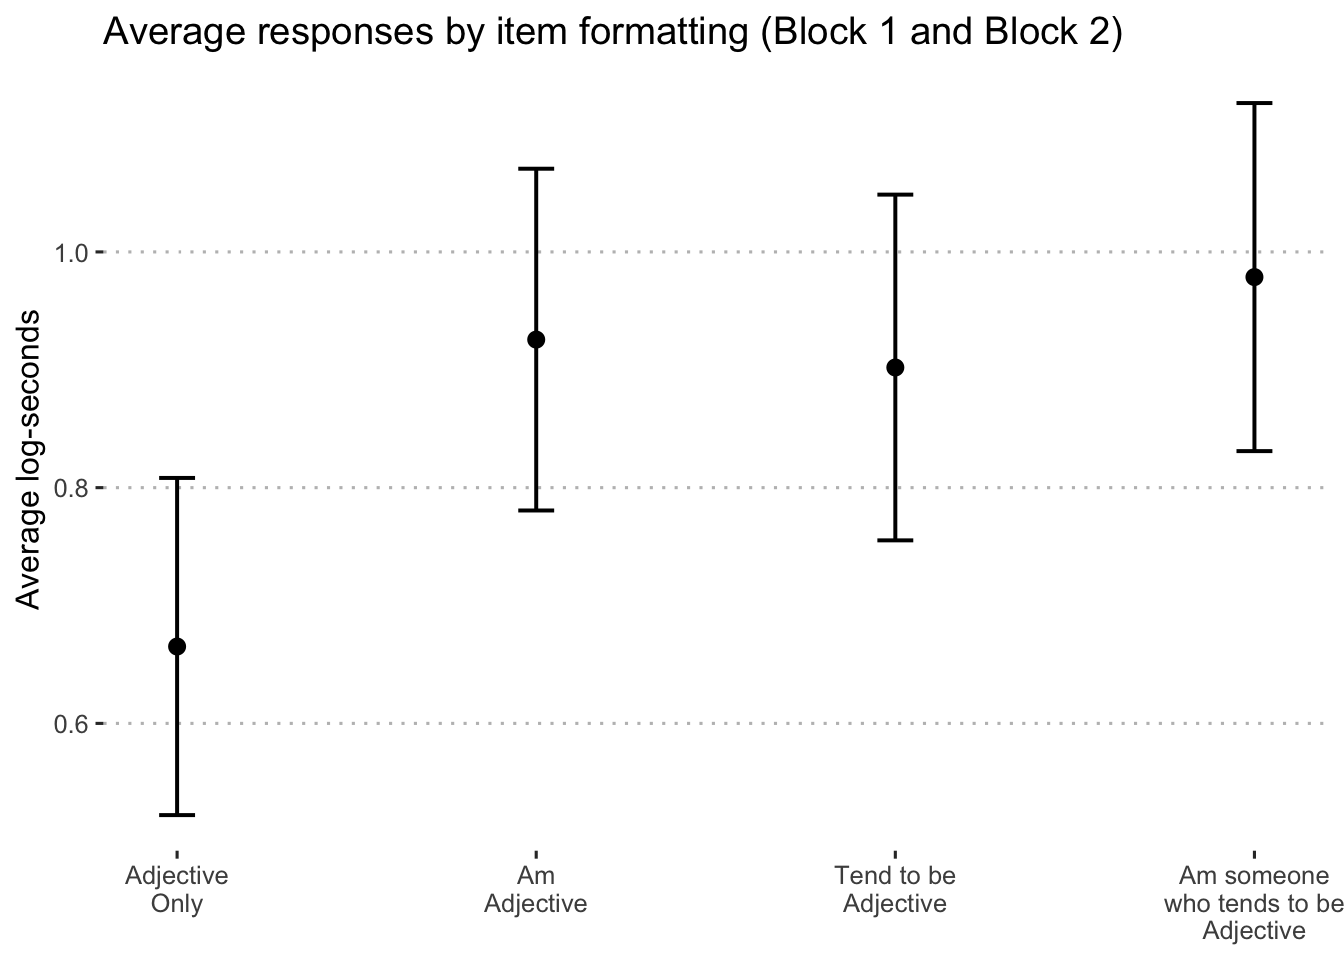 Average responses by item formatting (Block 1 and Block 2)
Average log-seconds
1.0
0.8
0.6
Adjective
Only
Am
Adjective
Tend to be
Adjective
Am someone
who tends to be
Adjective